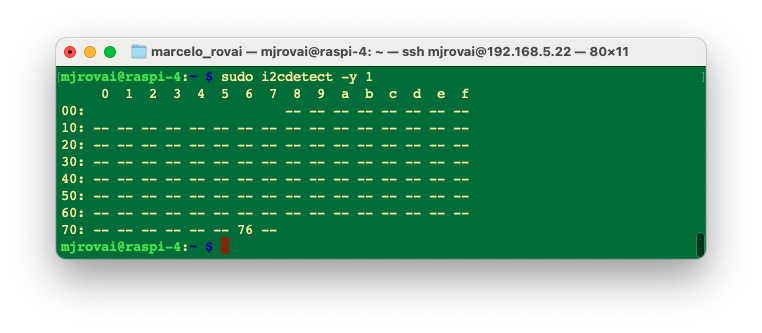 marcelo_rovai — mjrovai@raspi-4: ~ — ssh mjrovai@192.168.5.22 — 80×11
[mjrovai@raspi-4:~ $ sudo i2cdetect -y 1 ]
     0  1  2  3  4  5  6  7  8  9  a  b  c  d  e  f
00:                         -- -- -- -- -- -- -- --
10: -- -- -- -- -- -- -- -- -- -- -- -- -- -- -- --
20: -- -- -- -- -- -- -- -- -- -- -- -- -- -- -- --
30: -- -- -- -- -- -- -- -- -- -- -- -- -- -- -- --
40: -- -- -- -- -- -- -- -- -- -- -- -- -- -- -- --
50: -- -- -- -- -- -- -- -- -- -- -- -- -- -- -- --
60: -- -- -- -- -- -- -- -- -- -- -- -- -- -- -- --
70: -- -- -- -- -- -- 76 --
mjrovai@raspi-4:~ $